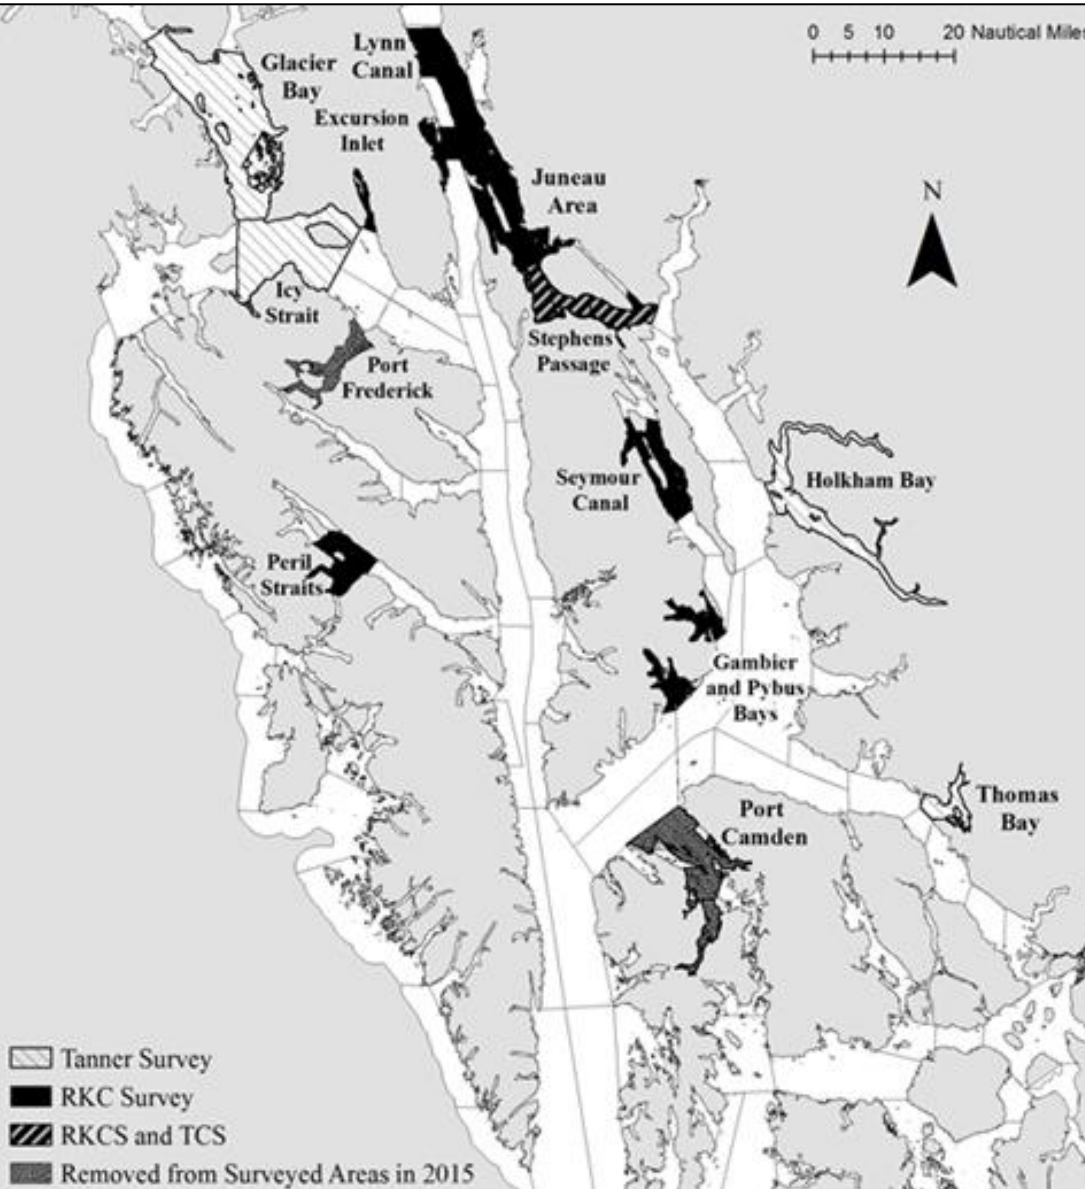 0 5 10 20 Nautical Miles
Lynn
Canal
Glacier
Bay
Excursion
Inlet
Juneau
Area
N
Icy
Strait
Stephens
Passage
Port
Frederick
Seymour
Canal
Holkham Bay
Peril
Straits
Gambier
and Pybus
Bays
Thomas
Bay
Port
Camden
Tanner Survey
RKC Survey
RKCS and TCS
Removed from Surveyed Areas in 2015